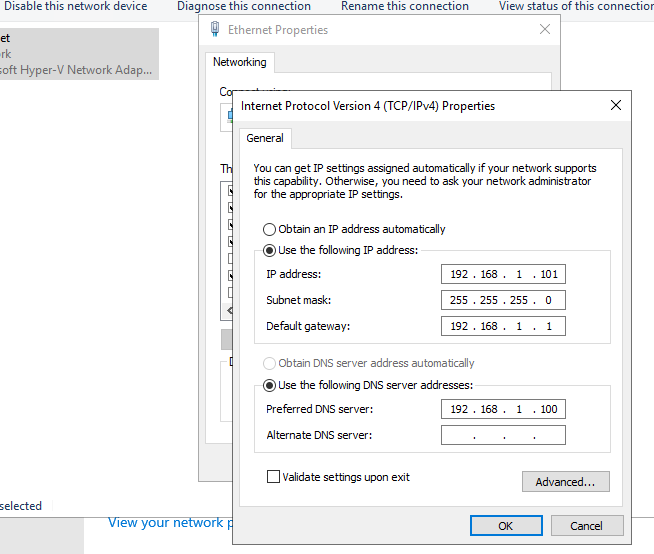 Disable this network device Diagnose this connection Rename this connection View status of this connection
Ethernet Properties
Networking
soft Hyper-V Network Adap...
Internet Protocol Version 4 (TCP/IPv4) Properties
General
You can get IP settings assigned automatically if your network supports
this capability. Otherwise, you need to ask your network administrator
for the appropriate IP settings.
Obtain an IP address automatically
Use the following IP address:
IP address: 192 . 168 . 1 . 101
Subnet mask: 255 . 255 . 255 . 0
Default gateway: 192 . 168 . 1 . 1
Obtain DNS server address automatically
Use the following DNS server addresses:
Preferred DNS server: 192 . 168 . 1 . 100
Alternate DNS server: . . .
Validate settings upon exit
Advanced...
selected
View your network p
OK Cancel